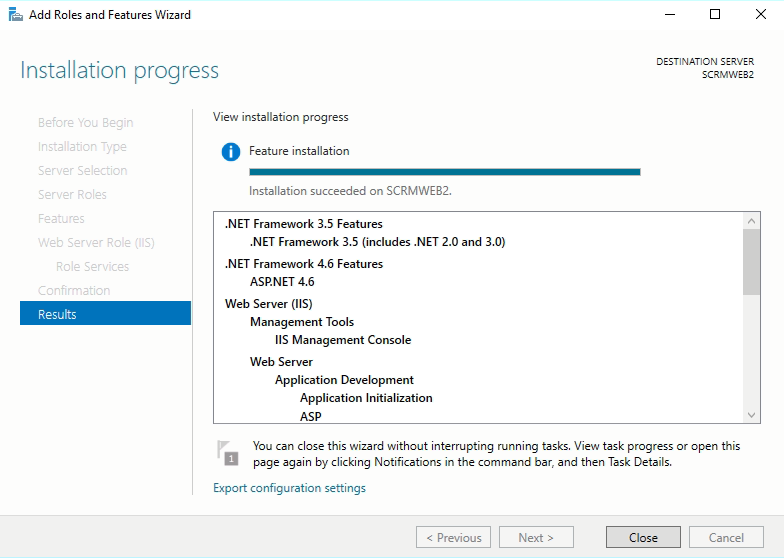 Add Roles and Features Wizard
Installation progress
DESTINATION SERVER
SCRMWEB2
Before You Begin
Installation Type
Server Selection
Server Roles
Features
Web Server Role (IIS)
Role Services
Confirmation
Results
View installation progress
Feature installation
Installation succeeded on SCRMWEB2.
.NET Framework 3.5 Features
.NET Framework 3.5 (includes .NET 2.0 and 3.0)
.NET Framework 4.6 Features
ASP.NET 4.6
Web Server (IIS)
Management Tools
IIS Management Console
Web Server
Application Development
Application Initialization
ASP
1
You can close this wizard without interrupting running tasks. View task progress or open this
page again by clicking Notifications in the command bar, and then Task Details.
Export configuration settings
< Previous
Next >
Close
Cancel